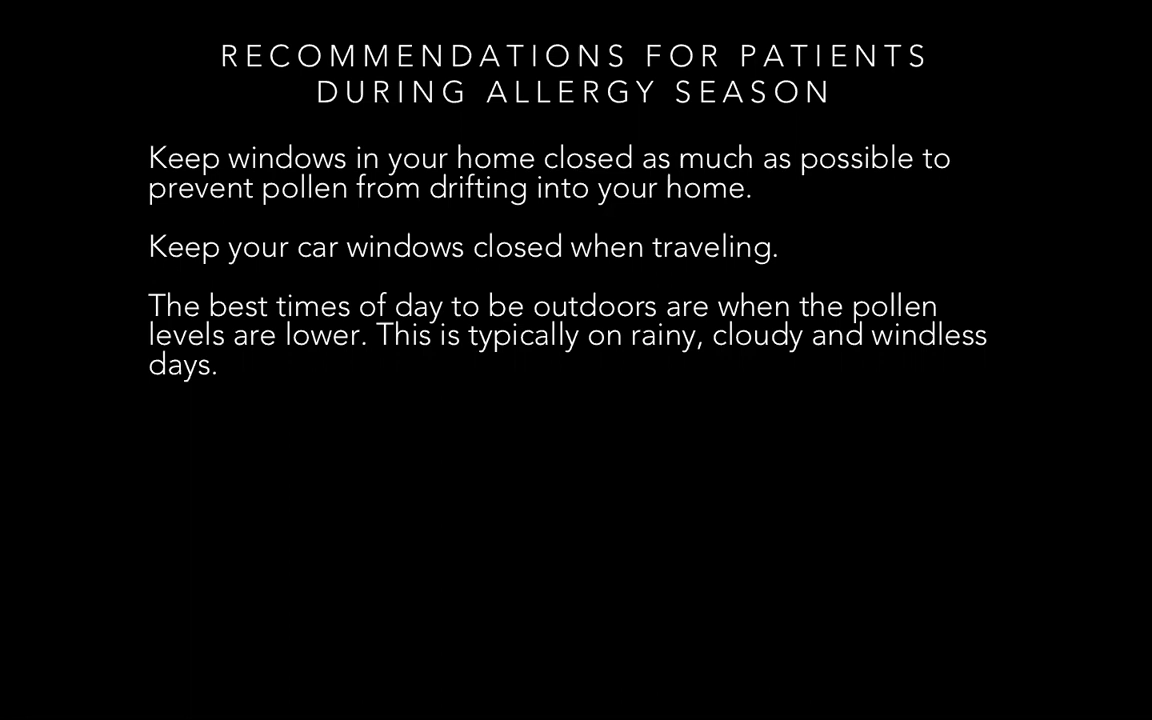 RECOMMENDATIONS FOR PATIENTS
DURING ALLERGY SEASON
Keep windows in your home closed as much as possible to
prevent pollen from drifting into your home.
Keep your car windows closed when traveling.
The best times of day to be outdoors are when the pollen
levels are lower. This is typically on rainy, cloudy and windless
days.